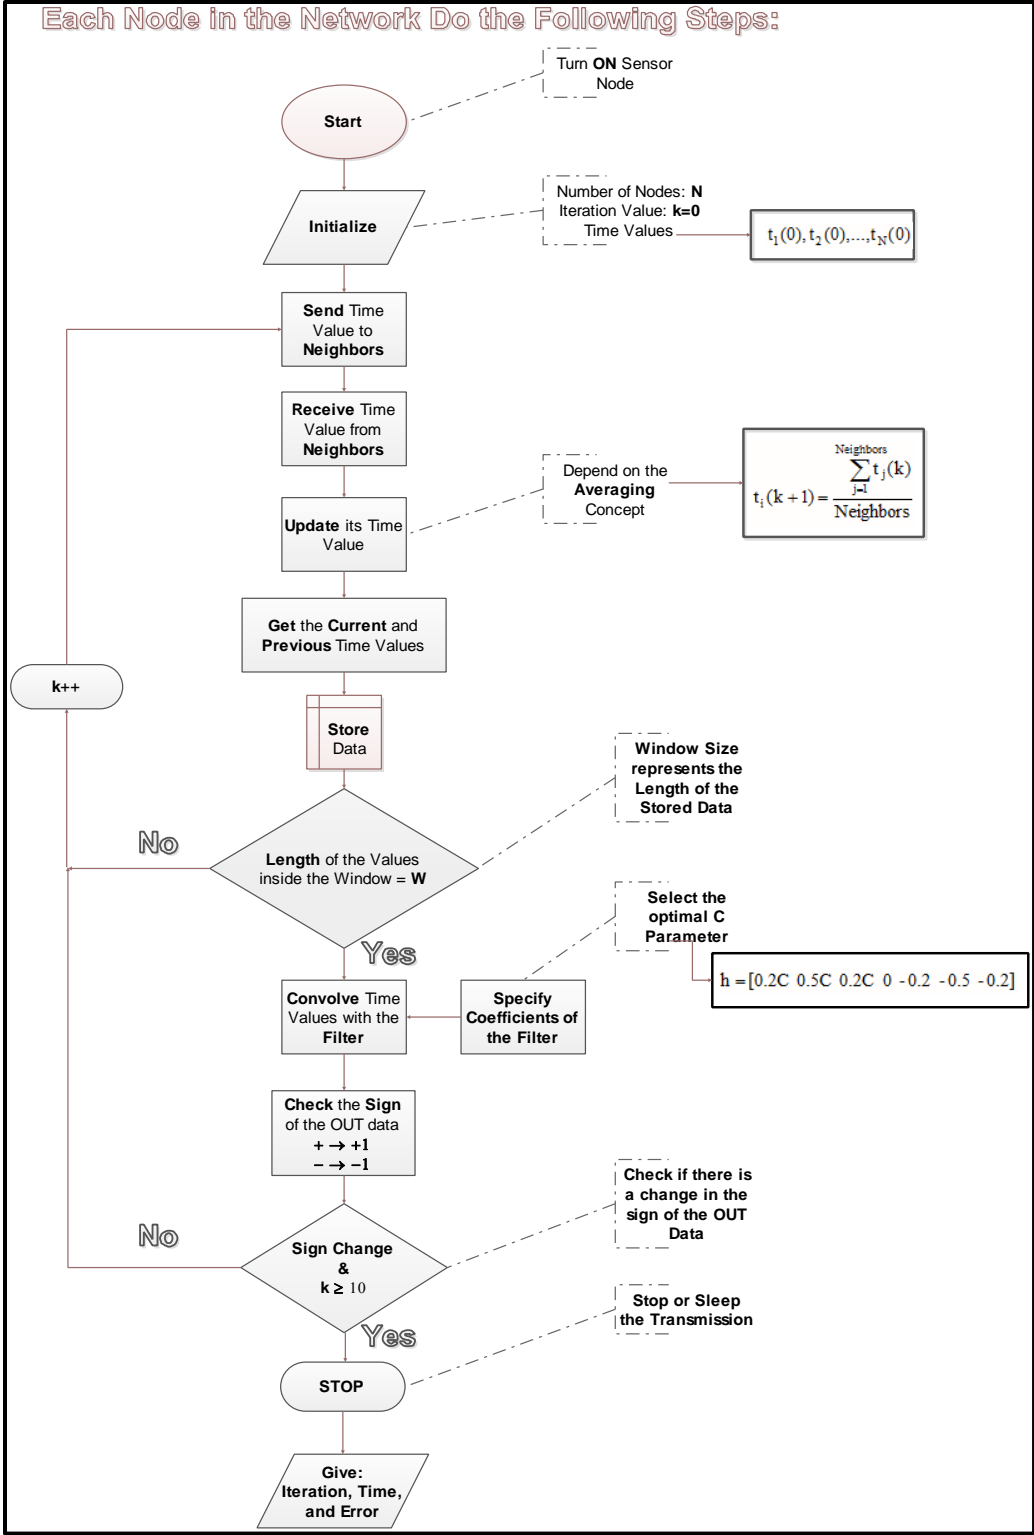 Each Node in the Network Do the Following Steps:
Turn ON Sensor
Node
Start
Number of Nodes: N
Iteration Value: k=0
Time Values
t₁(0), t₂(0),...,t_N(0)
Initialize
Send Time
Value to
Neighbors
Receive Time
Value from
Neighbors
Depend on the
Averaging
Concept
t_i(k+1) = \frac{\sum_{j=1}^{Neighbors} t_j(k)}{Neighbors}
Update its Time
Value
Get the Current and
Previous Time Values
k++
Store
Data
Window Size
represents the
Length of the
Stored Data
No
Length of the Values
inside the Window = W
Yes
Select the
optimal C
Parameter
h = [0.2C 0.5C 0.2C 0 -0.2 -0.5 -0.2]
Convolve Time
Values with the
Filter
Specify
Coefficients of
the Filter
Check the Sign
of the OUT data
+ → +1
− → −1
Check if there is
a change in the
sign of the OUT
Data
No
Sign Change
&
k ≥ 10
Yes
Stop or Sleep
the Transmission
STOP
Give:
Iteration, Time,
and Error